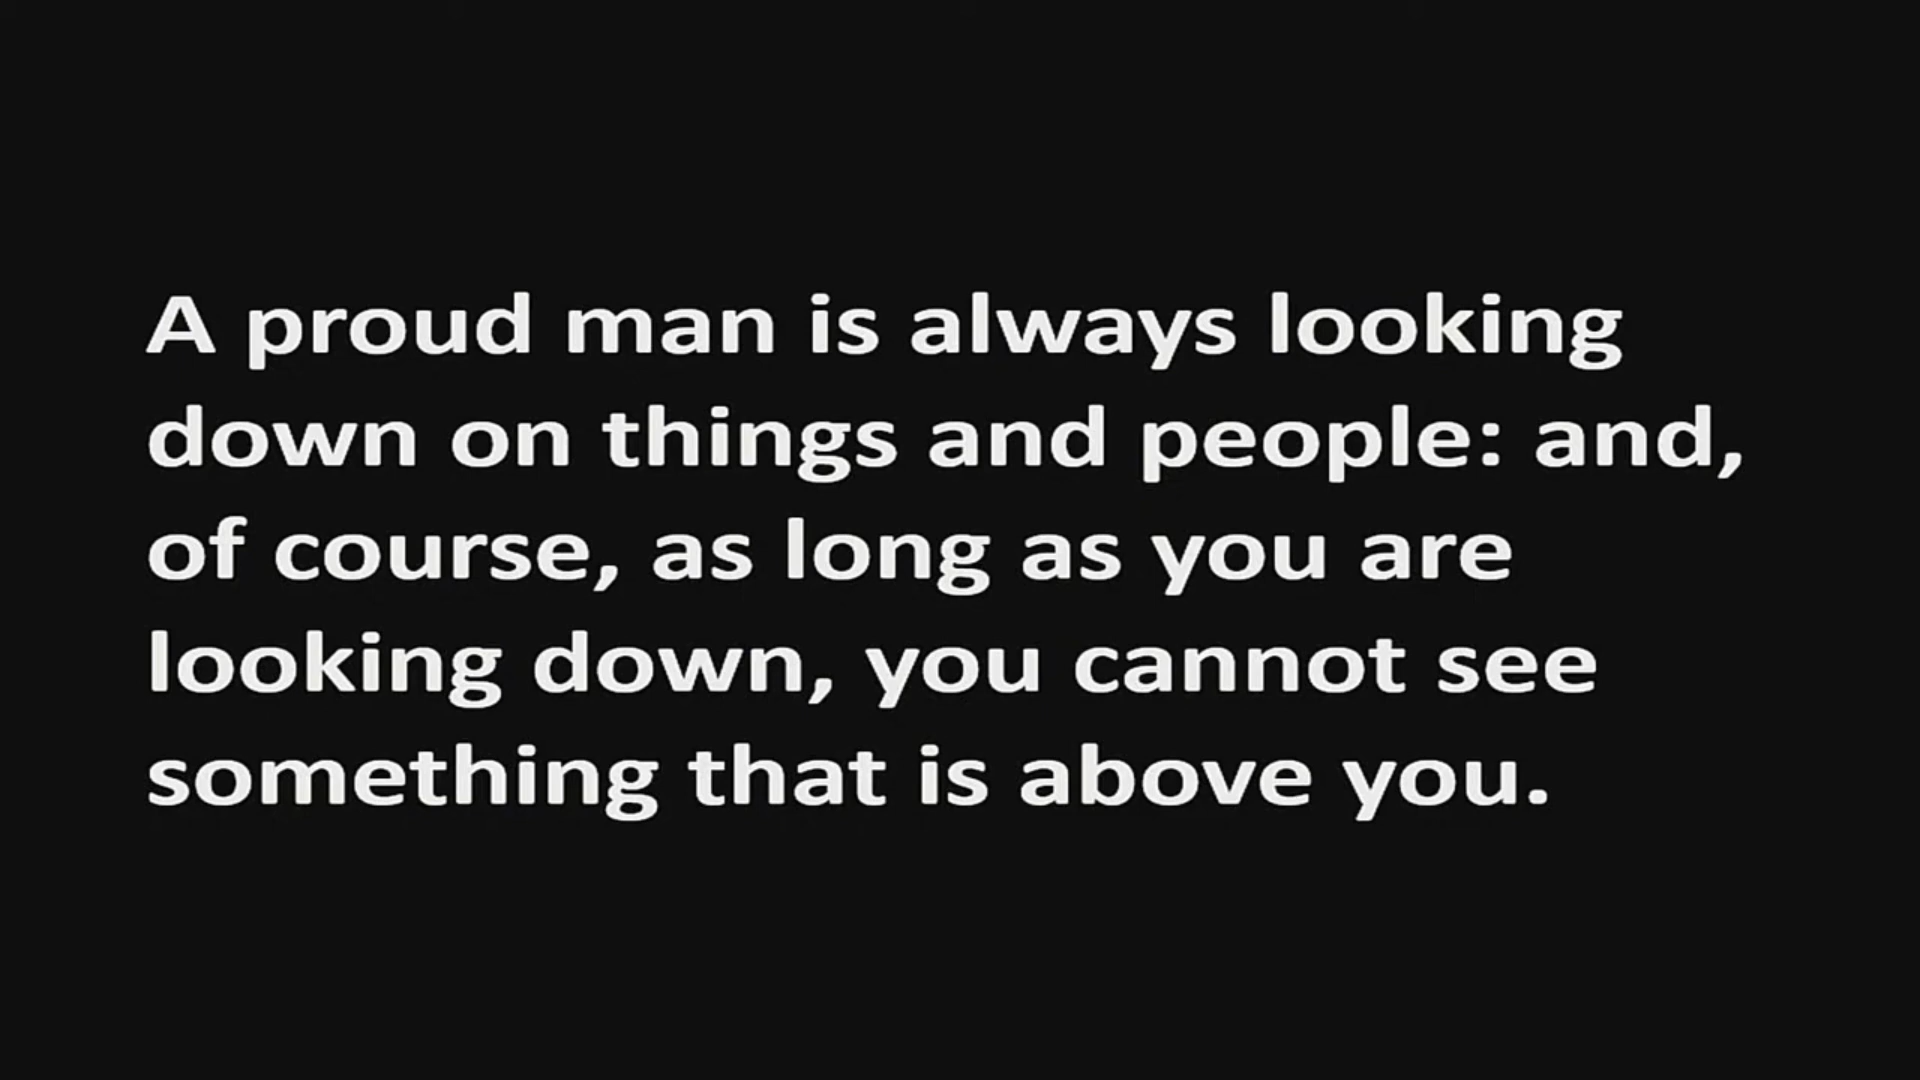 A proud man is always looking
down on things and people: and,
of course, as long as you are
looking down, you cannot see
something that is above you.